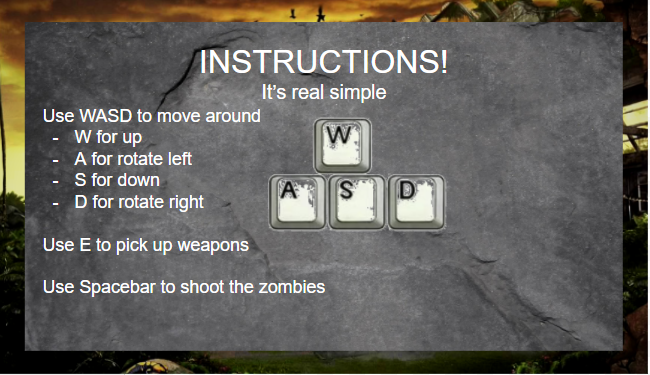 INSTRUCTIONS!
It's real simple
Use WASD to move around
- W for up
- A for rotate left
- S for down
- D for rotate right
Use E to pick up weapons
Use Spacebar to shoot the zombies
W
A S D